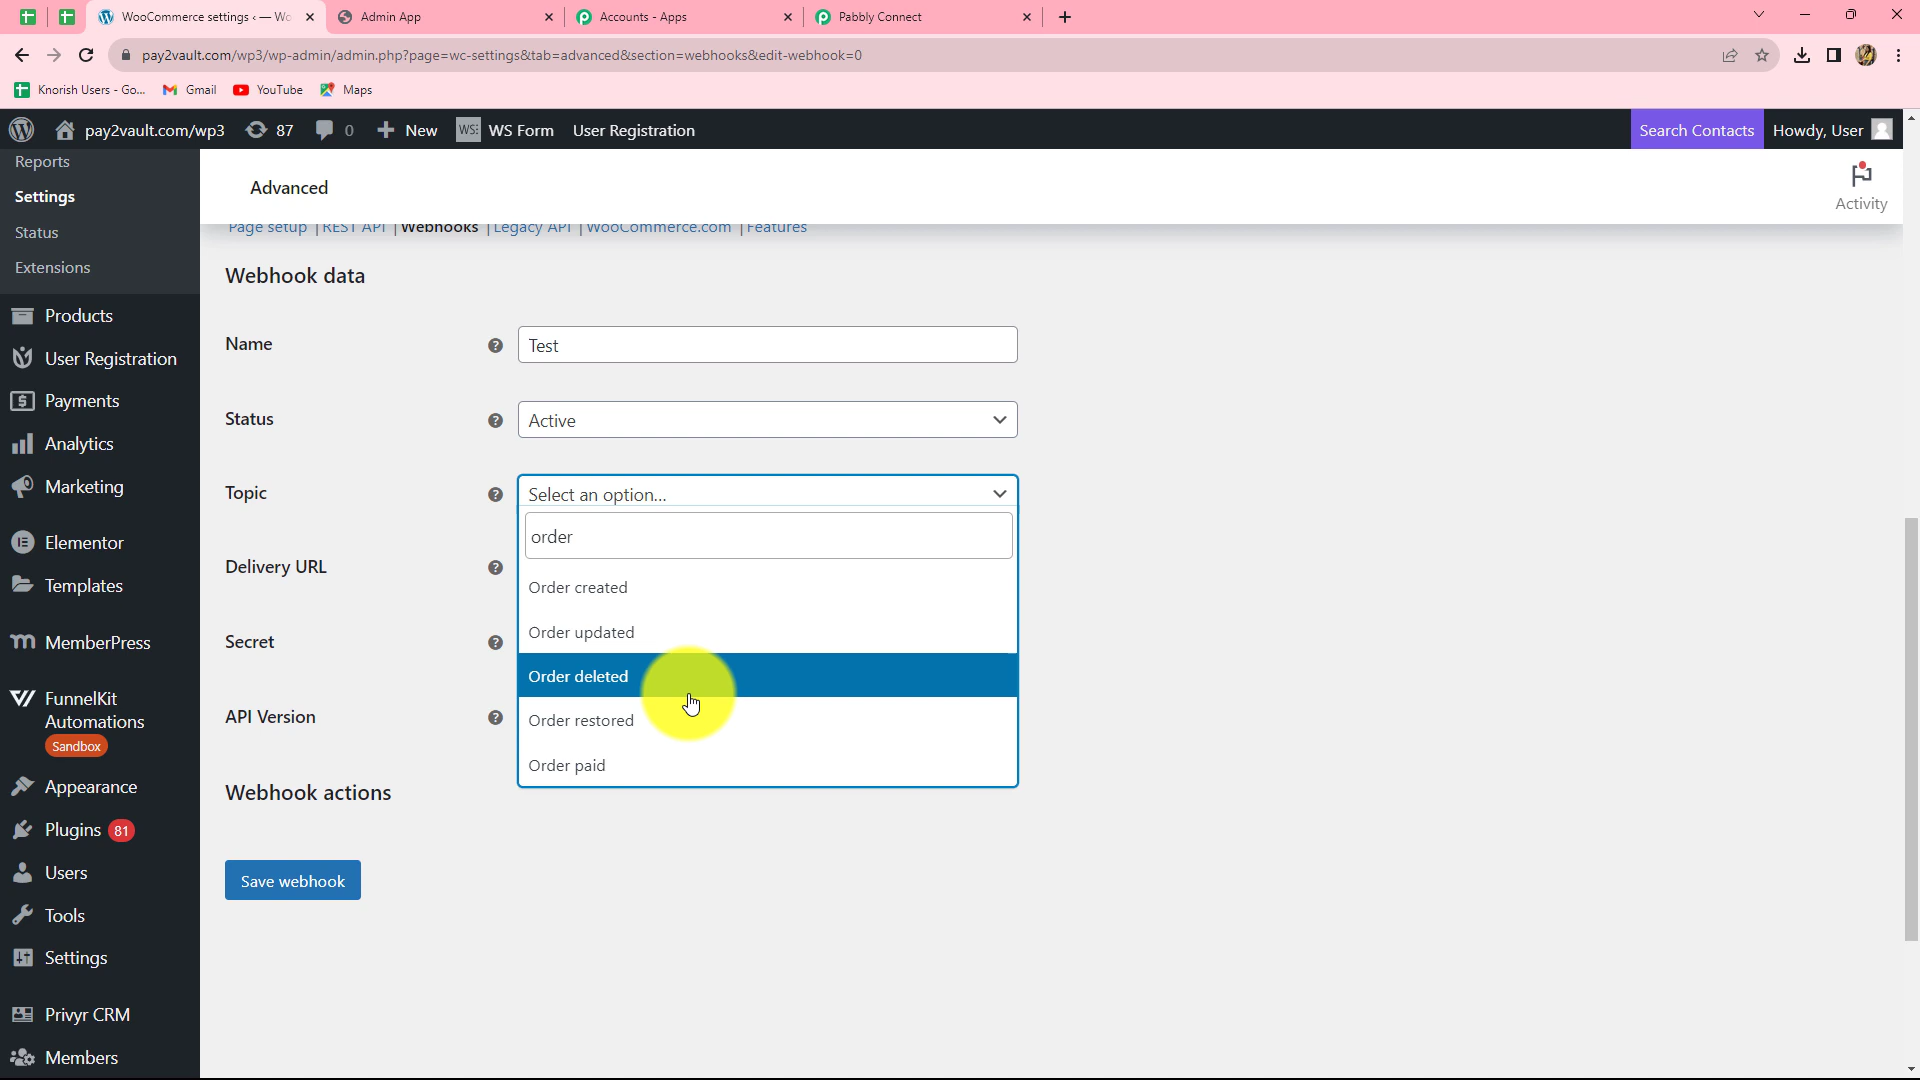 WooCommerce settings ‹ — Wo
Admin App
Accounts - Apps
Pabbly Connect
pay2vault.com/wp3/wp-admin/admin.php?page=wc-settings&tab=advanced&section=webhooks&edit-webhook=0
Knorish Users - Go...
Gmail
YouTube
Maps
pay2vault.com/wp3
87
0
New
WS Form
User Registration
Search Contacts
Howdy, User
Reports
Settings
Status
Extensions
Products
User Registration
Payments
Analytics
Marketing
Elementor
Templates
MemberPress
FunnelKit
Automations
Sandbox
Appearance
Plugins 81
Users
Tools
Settings
Privyr CRM
Members
Advanced
Activity
Page setup | REST API | Webhooks | Legacy API | WooCommerce.com | Features
Webhook data
Name
Test
Status
Active
Topic
Select an option...
order
Order created
Order updated
Order deleted
Order restored
Order paid
Delivery URL
Secret
API Version
Webhook actions
Save webhook